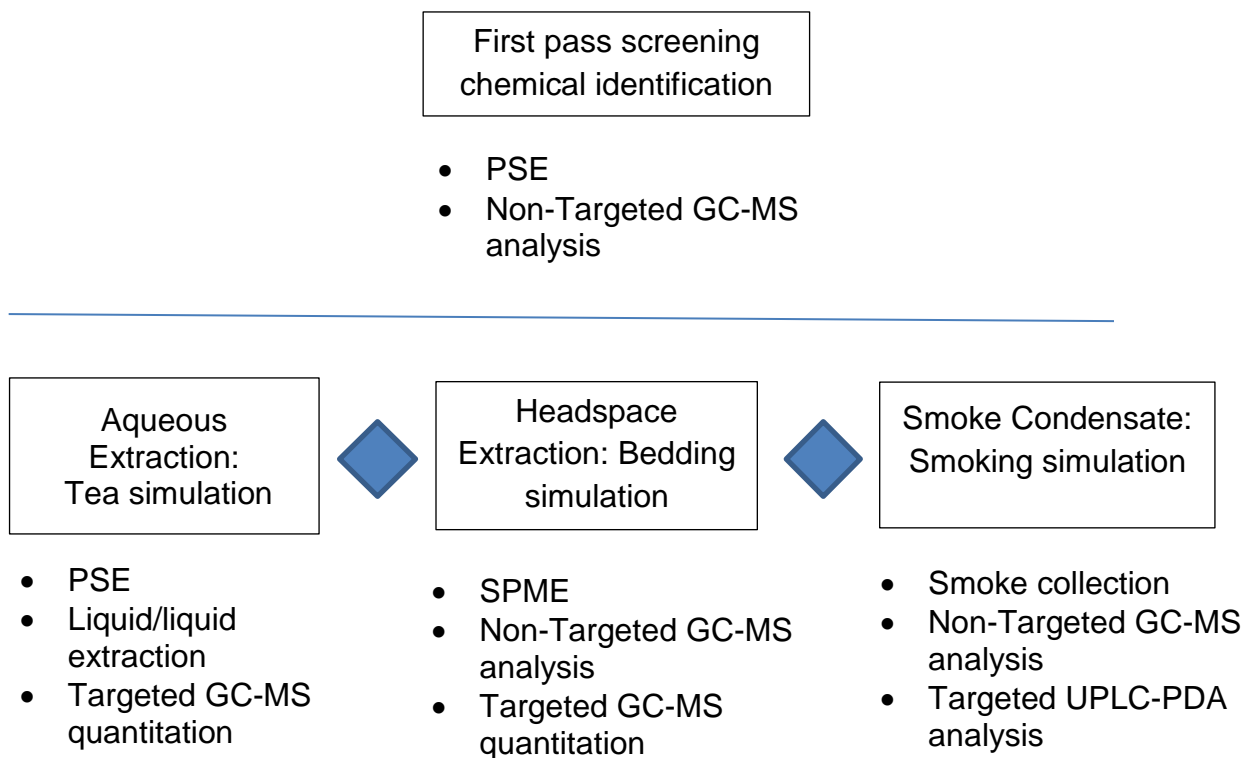 First pass screening
chemical identification
• PSE
• Non-Targeted GC-MS
analysis
Aqueous
Extraction:
Tea simulation
• PSE
• Liquid/liquid
extraction
• Targeted GC-MS
quantitation
Headspace
Extraction: Bedding
simulation
• SPME
• Non-Targeted GC-MS
analysis
• Targeted GC-MS
quantitation
Smoke Condensate:
Smoking simulation
• Smoke collection
• Non-Targeted GC-MS
analysis
• Targeted UPLC-PDA
analysis